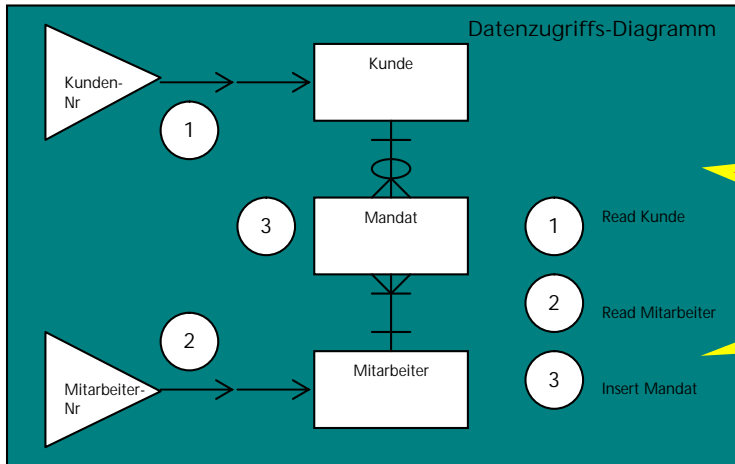 Datenzugriffs-Diagramm
Kunden-
Nr
1
Kunde
3
Mandat
1
Read Kunde
2
Read Mitarbeiter
2
Mitarbeiter-
Nr
Mitarbeiter
3
Insert Mandat